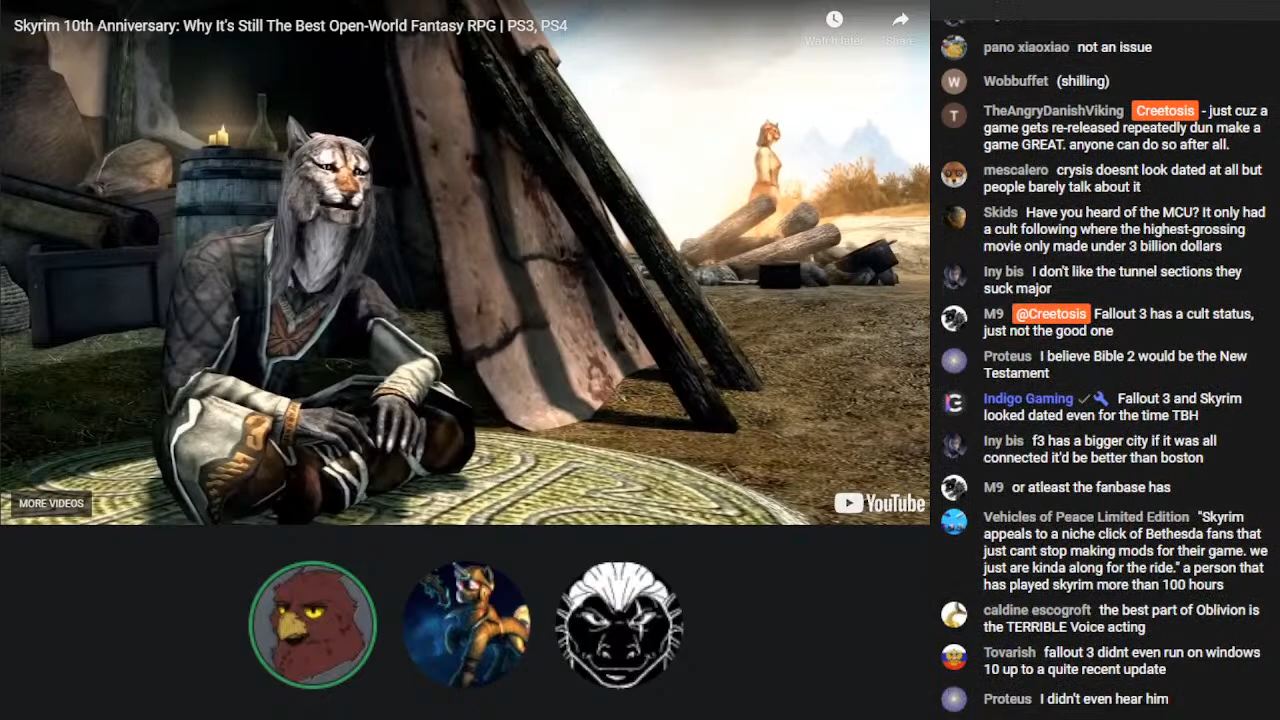 Skyrim 10th Anniversary: Why It's Still The Best Open-World Fantasy RPG | PS3, PS4
Watch later
Share
MORE VIDEOS
YouTube
pano xiaoxiao not an issue
W
Wobbuffet (shilling)
T
TheAngryDanishViking Creetosis - just cuz a
game gets re-released repeatedly dun make a
game GREAT. anyone can do so after all.
mescalero crysis doesnt look dated at all but
people barely talk about it
Skids Have you heard of the MCU? It only had
a cult following where the highest-grossing
movie only made under 3 billion dollars
Iny bis I don't like the tunnel sections they
suck major
M9 @Creetosis Fallout 3 has a cult status,
just not the good one
Proteus I believe Bible 2 would be the New
Testament
Indigo Gaming Fallout 3 and Skyrim
looked dated even for the time TBH
Iny bis f3 has a bigger city if it was all
connected it'd be better than boston
M9 or atleast the fanbase has
Vehicles of Peace Limited Edition "Skyrim
appeals to a niche click of Bethesda fans that
just cant stop making mods for their game. we
just are kinda along for the ride." a person that
has played skyrim more than 100 hours
caldine escogroft the best part of Oblivion is
the TERRIBLE Voice acting
Tovarish fallout 3 didnt even run on windows
10 up to a quite recent update
Proteus I didn't even hear him